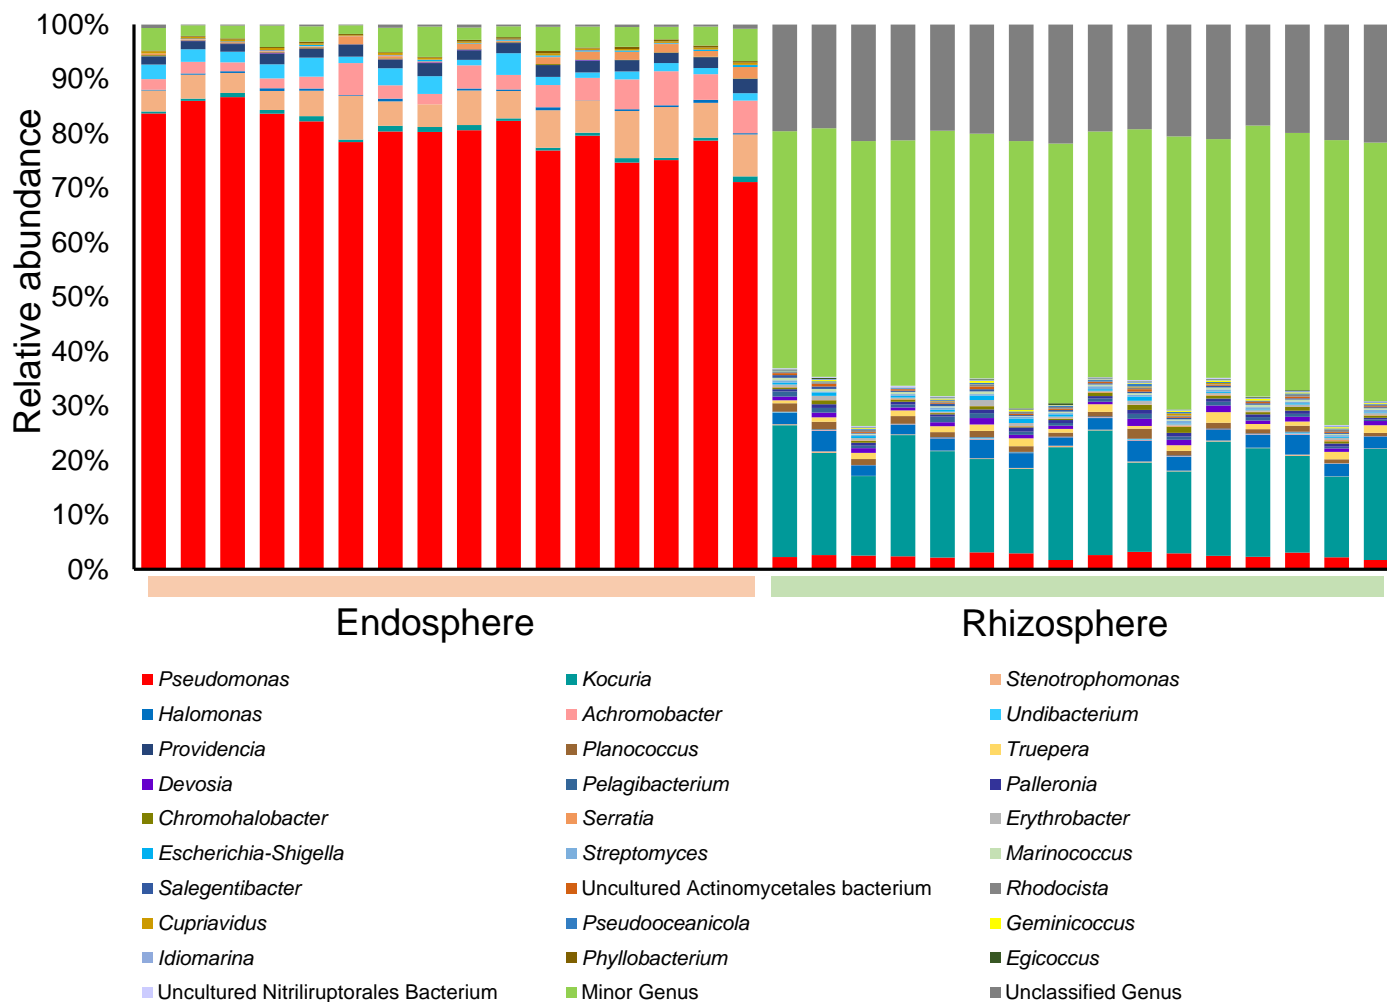 100%
90%
80%
70%
60%
50%
40%
30%
20%
10%
0%
Relative abundance
Endosphere Rhizosphere
Pseudomonas Kocuria Stenotrophomonas
Halomonas Achromobacter Undibacterium
Providencia Planococcus Truepera
Devosia Pelagibacterium Palleronia
Chromohalobacter Serratia Erythrobacter
Escherichia-Shigella Streptomyces Marinococcus
Salegentibacter Uncultured Actinomycetales bacterium Rhodocista
Cupriavidus Pseudooceanicola Geminicoccus
Idiomarina Phyllobacterium Egicoccus
Uncultured Nitriliruptorales Bacterium Minor Genus Unclassified Genus